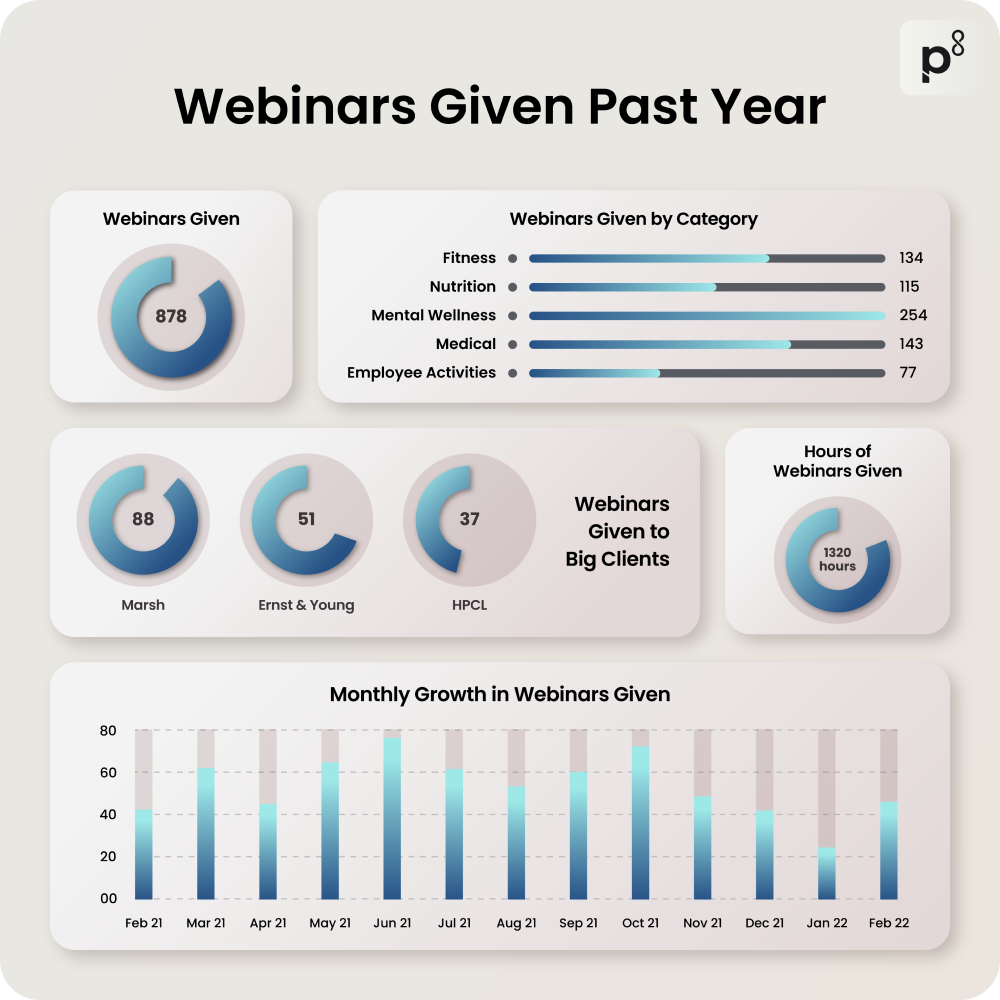 p8
Webinars Given Past Year
Webinars Given
878
Webinars Given by Category
Fitness 134
Nutrition 115
Mental Wellness 254
Medical 143
Employee Activities 77
88
Marsh
51
Ernst & Young
37
HPCL
Webinars
Given to
Big Clients
Hours of
Webinars Given
1320
hours
Monthly Growth in Webinars Given
80
60
40
20
00
Feb 21 Mar 21 Apr 21 May 21 Jun 21 Jul 21 Aug 21 Sep 21 Oct 21 Nov 21 Dec 21 Jan 22 Feb 22